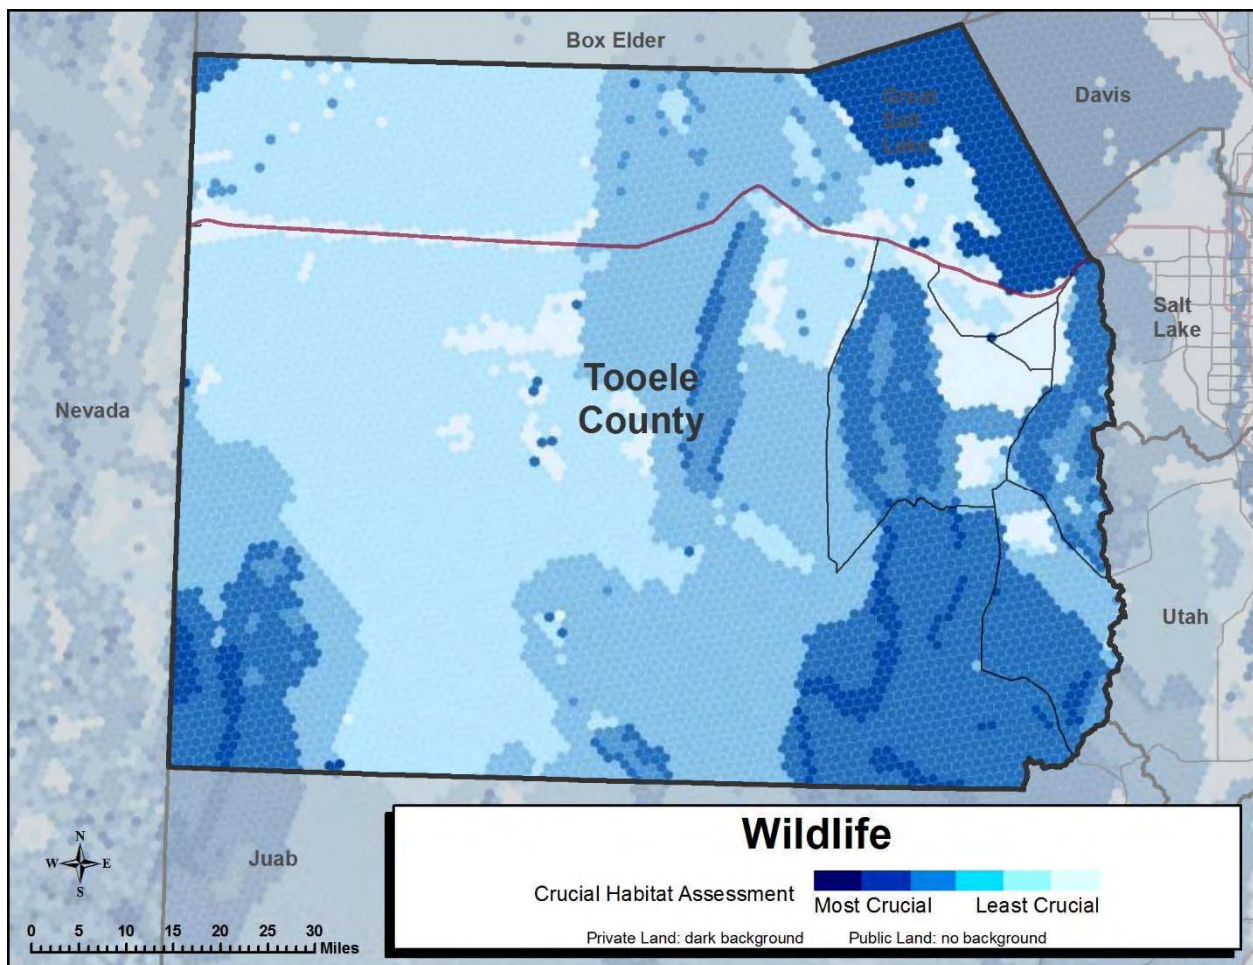 Box Elder
Great
Salt
Lake
Davis
Salt
Lake
Nevada
Tooele
County
Utah
Juab
N
W E
S
0 5 10 15 20 25 30
Miles
Wildlife
Crucial Habitat Assessment
Most Crucial Least Crucial
Private Land: dark background Public Land: no background